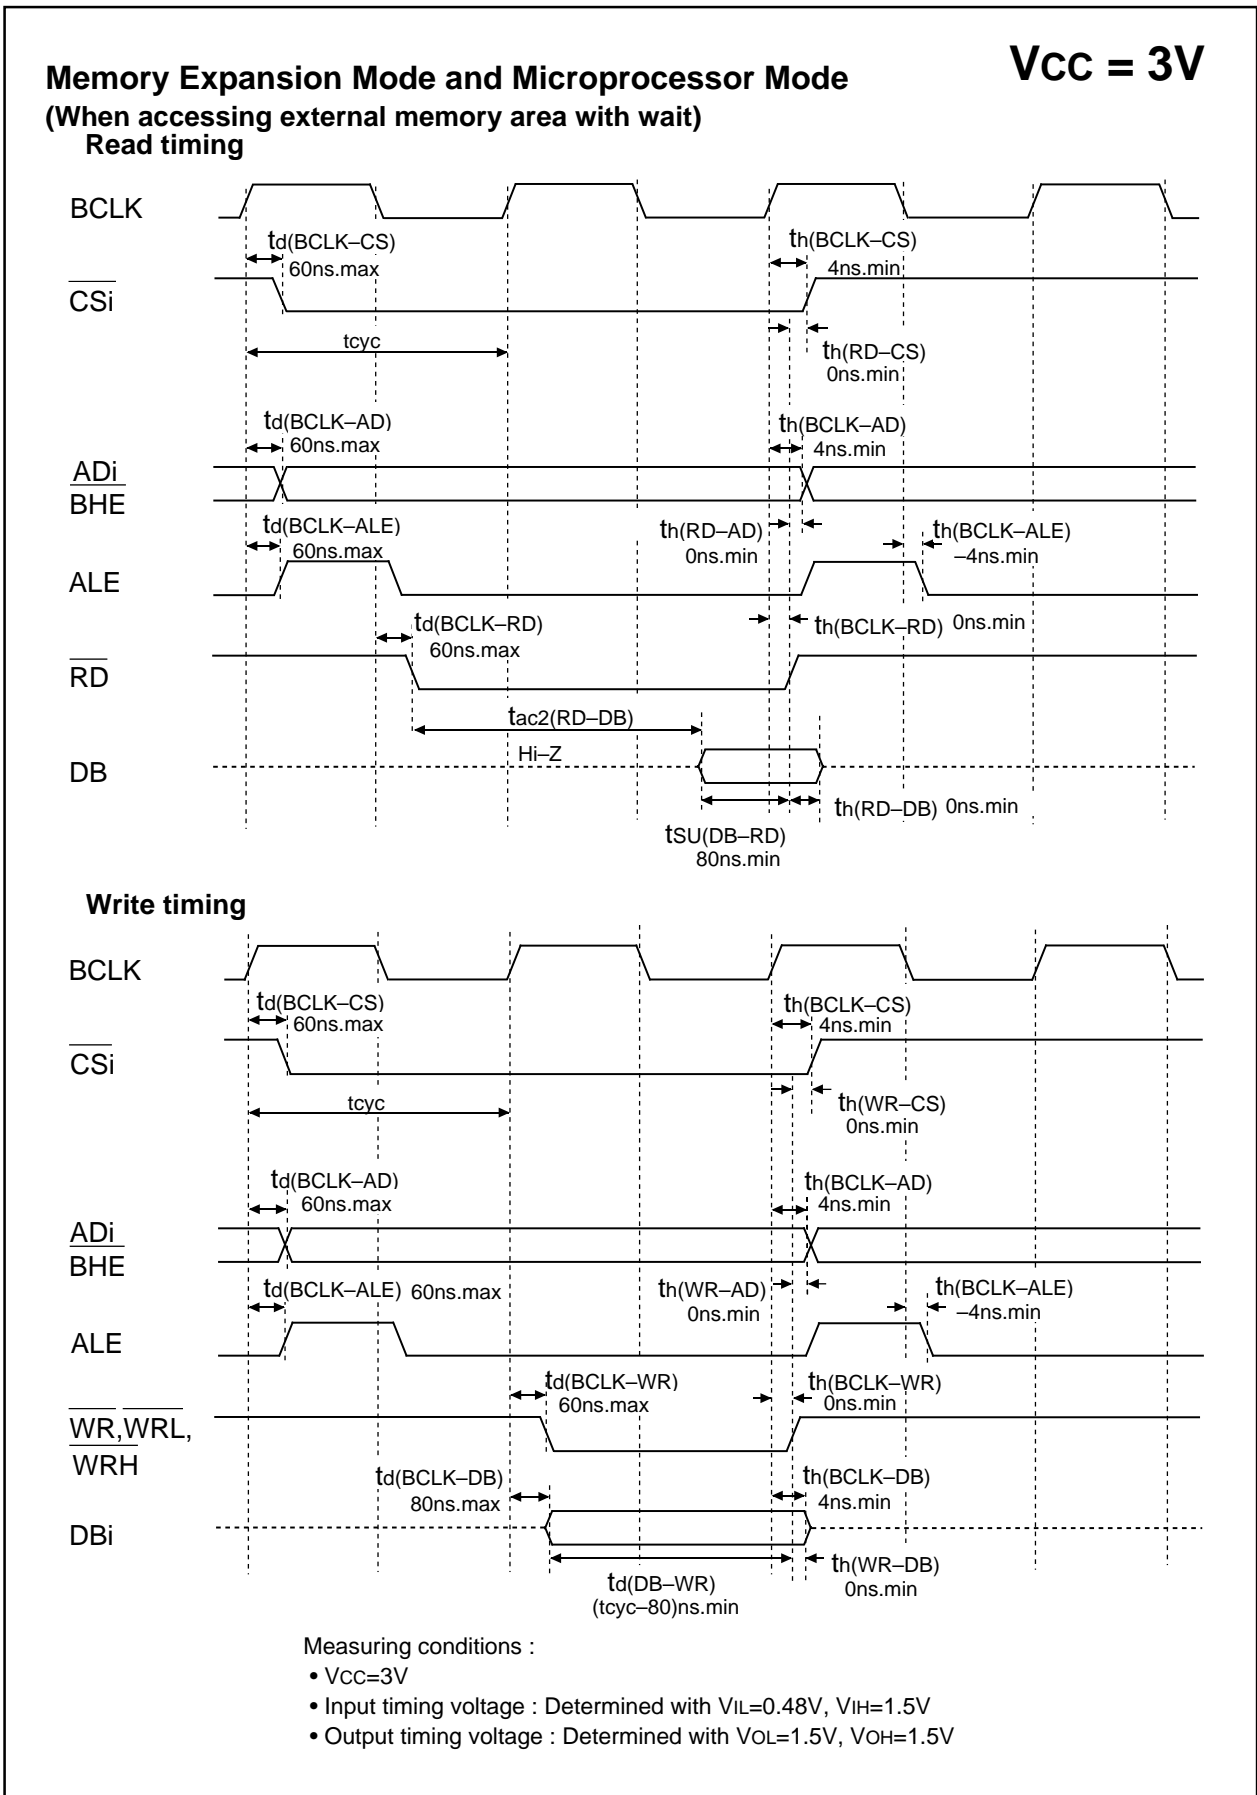 VCC = 3V
Memory Expansion Mode and Microprocessor Mode
(When accessing external memory area with wait)
Read timing
BCLK
td(BCLK–CS)
60ns.max
th(BCLK–CS)
4ns.min
CSi
tcyc
th(RD–CS)
0ns.min
td(BCLK–AD)
60ns.max
th(BCLK–AD)
4ns.min
ADi
BHE
td(BCLK–ALE)
60ns.max
th(RD–AD)
0ns.min
th(BCLK–ALE)
–4ns.min
ALE
td(BCLK–RD)
60ns.max
th(BCLK–RD) 0ns.min
RD
tac2(RD–DB)
Hi–Z
DB
th(RD–DB) 0ns.min
tSU(DB–RD)
80ns.min
Write timing
BCLK
td(BCLK–CS)
60ns.max
th(BCLK–CS)
4ns.min
CSi
tcyc
th(WR–CS)
0ns.min
td(BCLK–AD)
60ns.max
th(BCLK–AD)
4ns.min
ADi
BHE
td(BCLK–ALE) 60ns.max
th(WR–AD)
0ns.min
th(BCLK–ALE)
–4ns.min
ALE
td(BCLK–WR)
60ns.max
th(BCLK–WR)
0ns.min
WR,WRL,
WRH
td(BCLK–DB)
80ns.max
th(BCLK–DB)
4ns.min
DBi
td(DB–WR)
(tcyc–80)ns.min
th(WR–DB)
0ns.min
Measuring conditions :
• VCC=3V
• Input timing voltage : Determined with VIL=0.48V, VIH=1.5V
• Output timing voltage : Determined with VOL=1.5V, VOH=1.5V